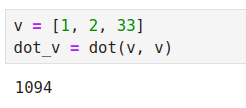 v = [1, 2, 33]
dot_v = dot(v, v)
1094